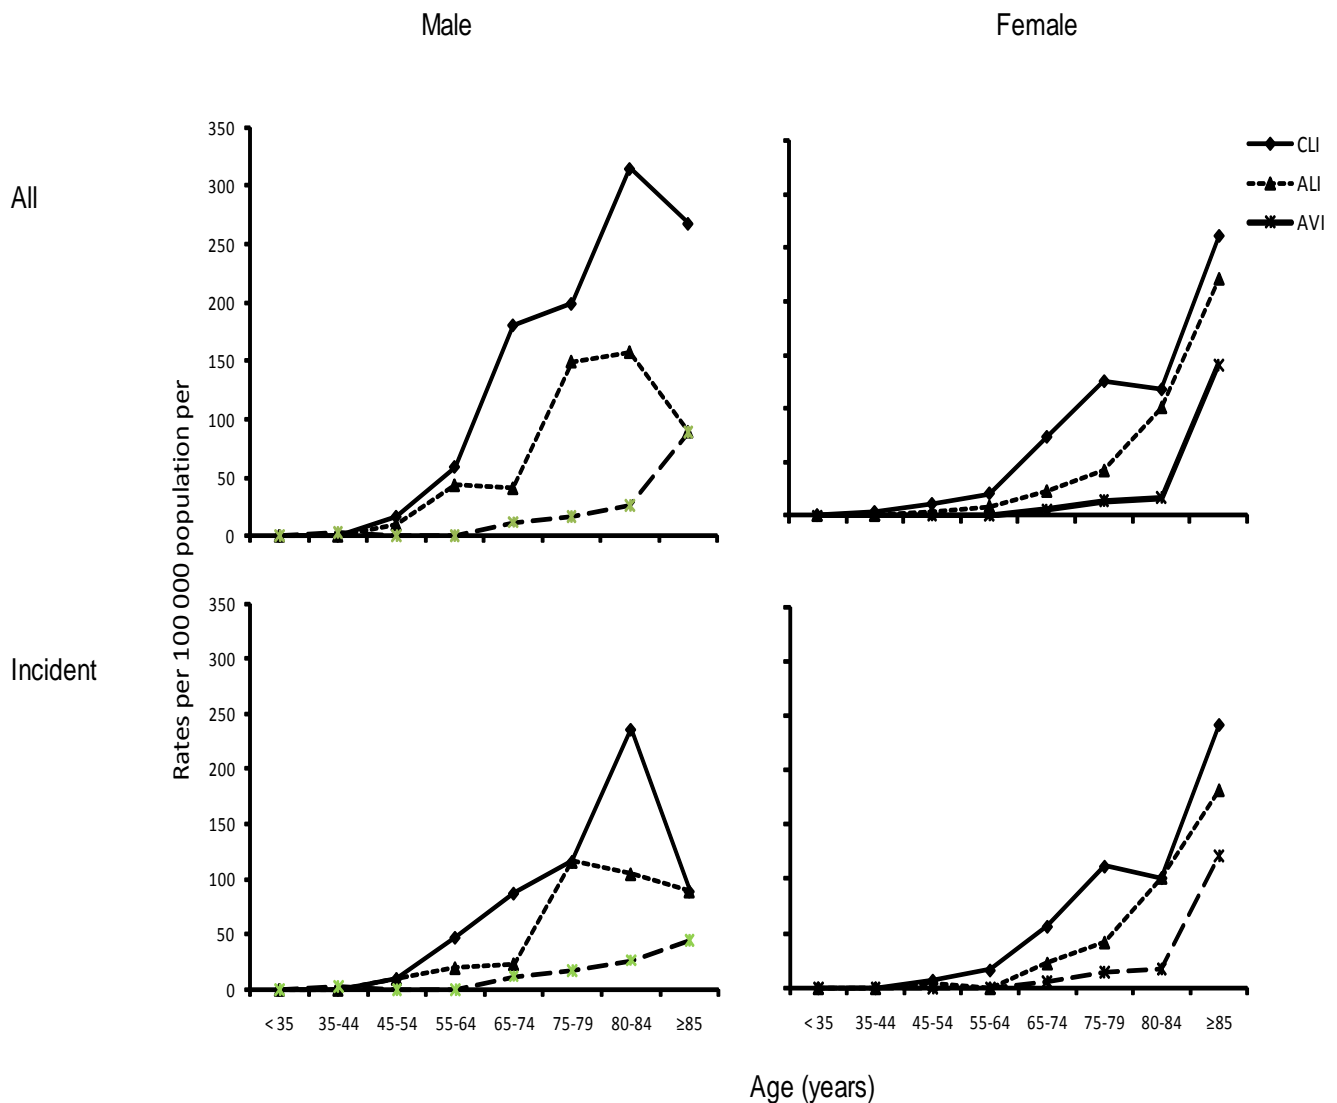 Male
Female
All
350
300
250
200
150
100
50
0
CLI
ALI
AVI
Rates per 100 000 population per
Incident
350
300
250
200
150
100
50
0
< 35 35-44 45-54 55-64 65-74 75-79 80-84 ≥85
< 35 35-44 45-54 55-64 65-74 75-79 80-84 ≥85
Age (years)